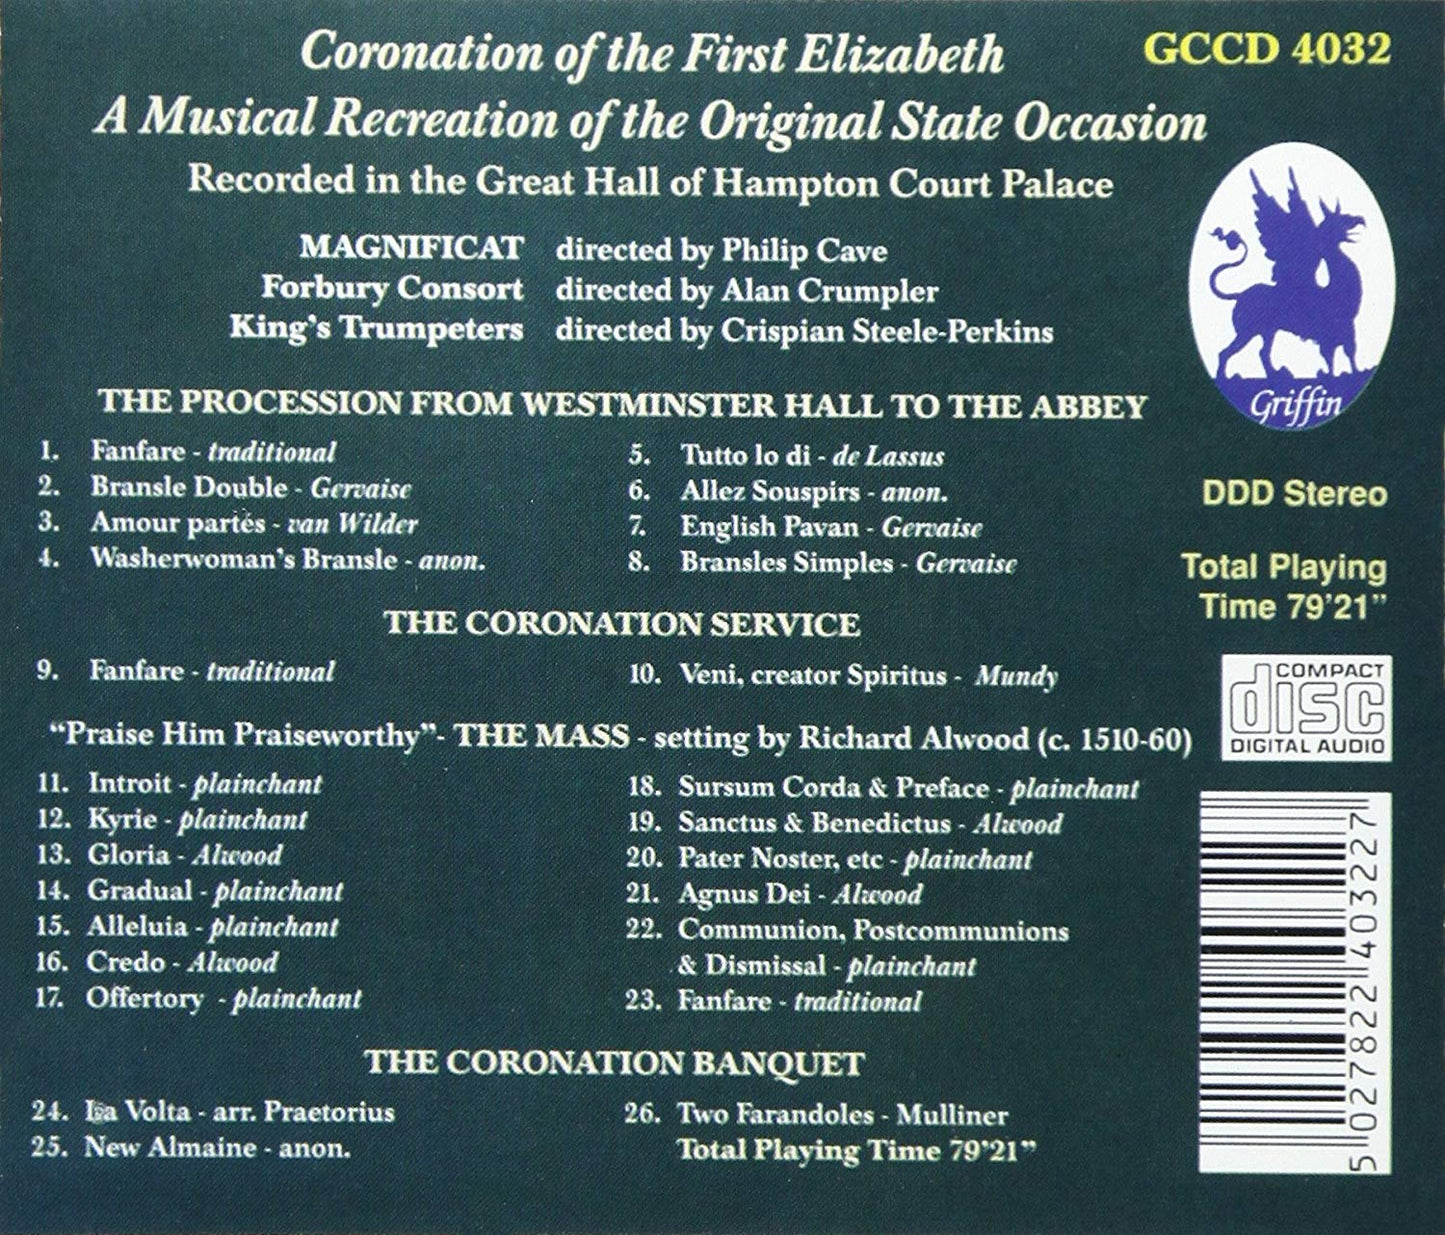 Coronation of the First Elizabeth
GCCD 4032
A Musical Recreation of the Original State Occasion
Recorded in the Great Hall of Hampton Court Palace
MAGNIFICAT directed by Philip Cave
Forbury Consort directed by Alan Crumpler
King's Trumpeters directed by Crispian Steele-Perkins
Griffin
THE PROCESSION FROM WESTMINSTER HALL TO THE ABBEY
1. Fanfare - traditional
2. Bransle Double - Gervaise
3. Amour partés - van Wilder
4. Washerwoman's Bransle - anon.
5. Tutto lo di - de Lassus
6. Allez Souspirs - anon.
7. English Pavan - Gervaise
8. Bransles Simples - Gervaise
DDD Stereo
Total Playing
Time 79'21"
THE CORONATION SERVICE
9. Fanfare - traditional
10. Veni, creator Spiritus - Mundy
COMPACT
disc
DIGITAL AUDIO
"Praise Him Praiseworthy"- THE MASS - setting by Richard Alwood (c. 1510-60)
11. Introit - plainchant
12. Kyrie - plainchant
13. Gloria - Alwood
14. Gradual - plainchant
15. Alleluia - plainchant
16. Credo - Alwood
17. Offertory - plainchant
18. Sursum Corda & Preface - plainchant
19. Sanctus & Benedictus - Alwood
20. Pater Noster, etc - plainchant
21. Agnus Dei - Alwood
22. Communion, Postcommunions
& Dismissal - plainchant
23. Fanfare - traditional
THE CORONATION BANQUET
24. La Volta - arr. Praetorius
25. New Almaine - anon.
26. Two Farandoles - Mulliner
Total Playing Time 79'21"
5 027822 403227